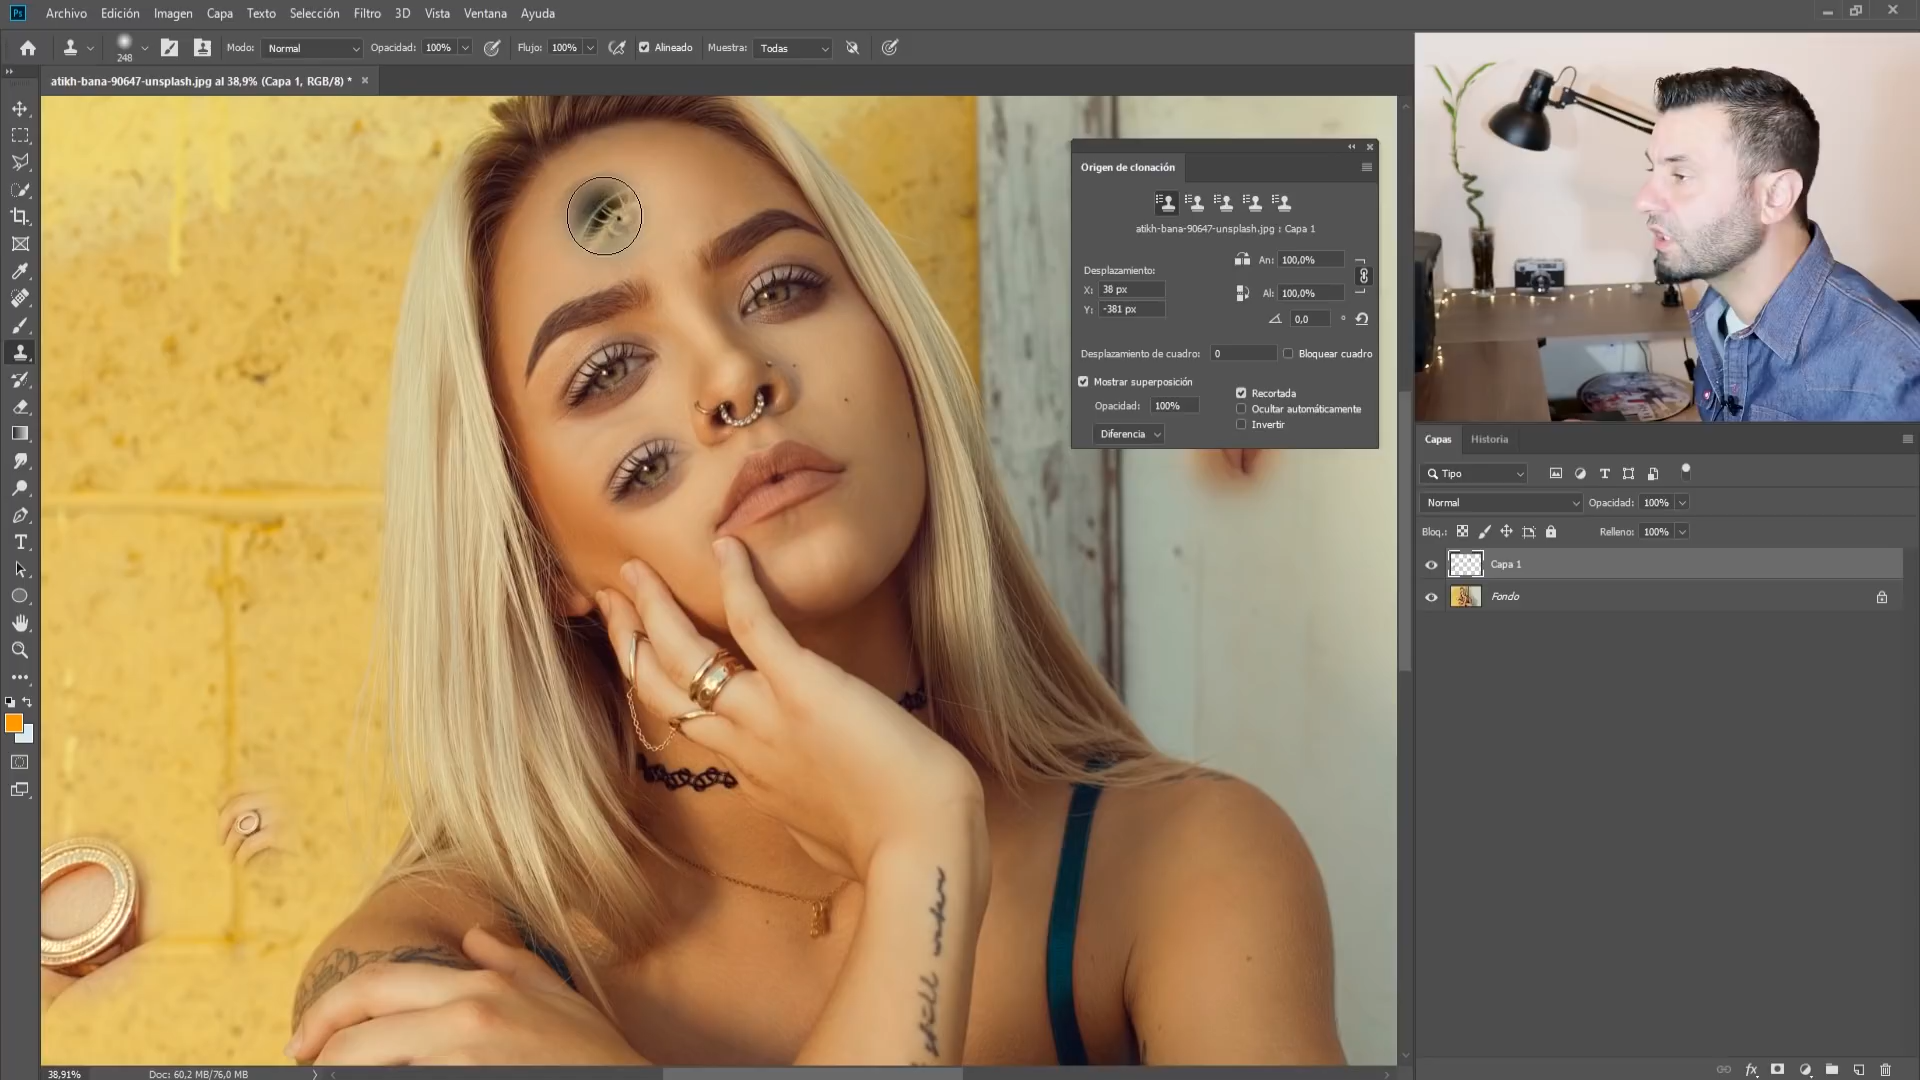 Ps Archivo Edición Imagen Capa Texto Selección Filtro 3D Vista Ventana Ayuda
248 Modo: Normal Opacidad: 100% Flujo: 100% Alineado Muestra: Todas
atikh-bana-90647-unsplash.jpg al 38,9% (Capa 1, RGB/8) *
Origen de clonación
atikh-bana-90647-unsplash.jpg : Capa 1
An: 100,0%
Desplazamiento:
X: 38 px
Al: 100,0%
Y: -381 px
0,0 °
Desplazamiento de cuadro: 0 Bloquear cuadro
Mostrar superposición
Recortada
Opacidad: 100%
Ocultar automáticamente
Invertir
Diferencia
Capas Historia
Tipo
Normal Opacidad: 100%
Bloq.: Relleno: 100%
Capa 1
Fondo
still
38,91% Doc: 60,2 MB/76,0 MB